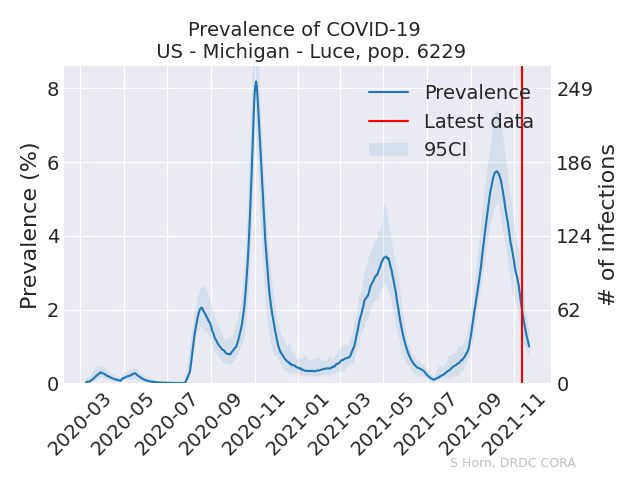 Prevalence of COVID-19
US - Michigan - Luce, pop. 6229
Prevalence
Latest data
95CI
Prevalence (%)
8
6
4
2
0
# of infections
249
186
124
62
0
2020-03
2020-05
2020-07
2020-09
2020-11
2021-01
2021-03
2021-05
2021-07
2021-09
2021-11
S Horn, DRDC CORA